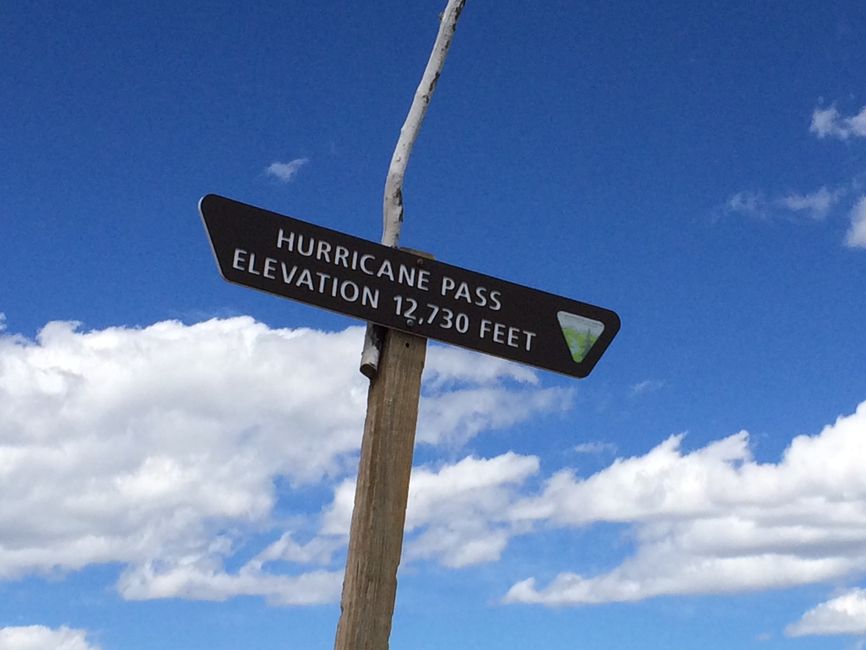 HURRICANE PASS
ELEVATION 12,730 FEET